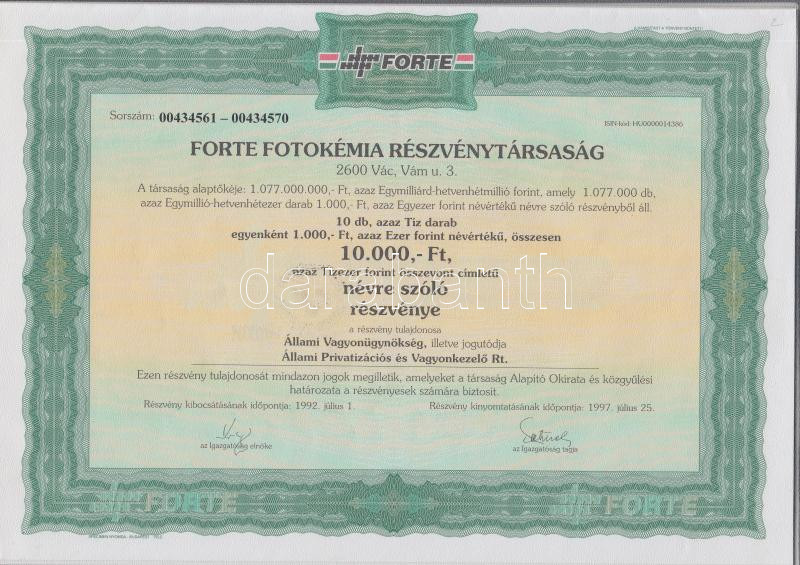 FORTE
Sorszám: 00434561 – 00434570
ISIN-kód: HU0000014386
FORTE FOTOKÉMIA RÉSZVÉNYTÁRSASÁG
2600 Vác, Vám u. 3.
A társaság alaptőkéje: 1.077.000.000,- Ft, azaz Egymilliárd-hetvenhétmillió forint, amely 1.077.000 db,
azaz Egymillió-hetvenhétezer darab 1.000,- Ft, azaz Egyezer forint névértékű névre szóló részvényből áll.
10 db, azaz Tíz darab
egyenként 1.000,- Ft, azaz Ezer forint névértékű, összesen
10.000,- Ft,
azaz Tízezer forint összevont címletű
névre szóló
részvénye
darabanth
a részvény tulajdonosa
Állami Vagyonügynökség, illetve jogutódja
Állami Privatizációs és Vagyonkezelő Rt.
Ezen részvény tulajdonosát mindazon jogok megilletik, amelyeket a társaság Alapító Okirata és közgyűlési
határozata a részvényesek számára biztosít.
Részvény kibocsátásának időpontja: 1992. július 1.
Részvény kinyomtatásának időpontja: 1997. július 25.
az Igazgatóság elnöke
az Igazgatóság tagja
FORTE
FORTE